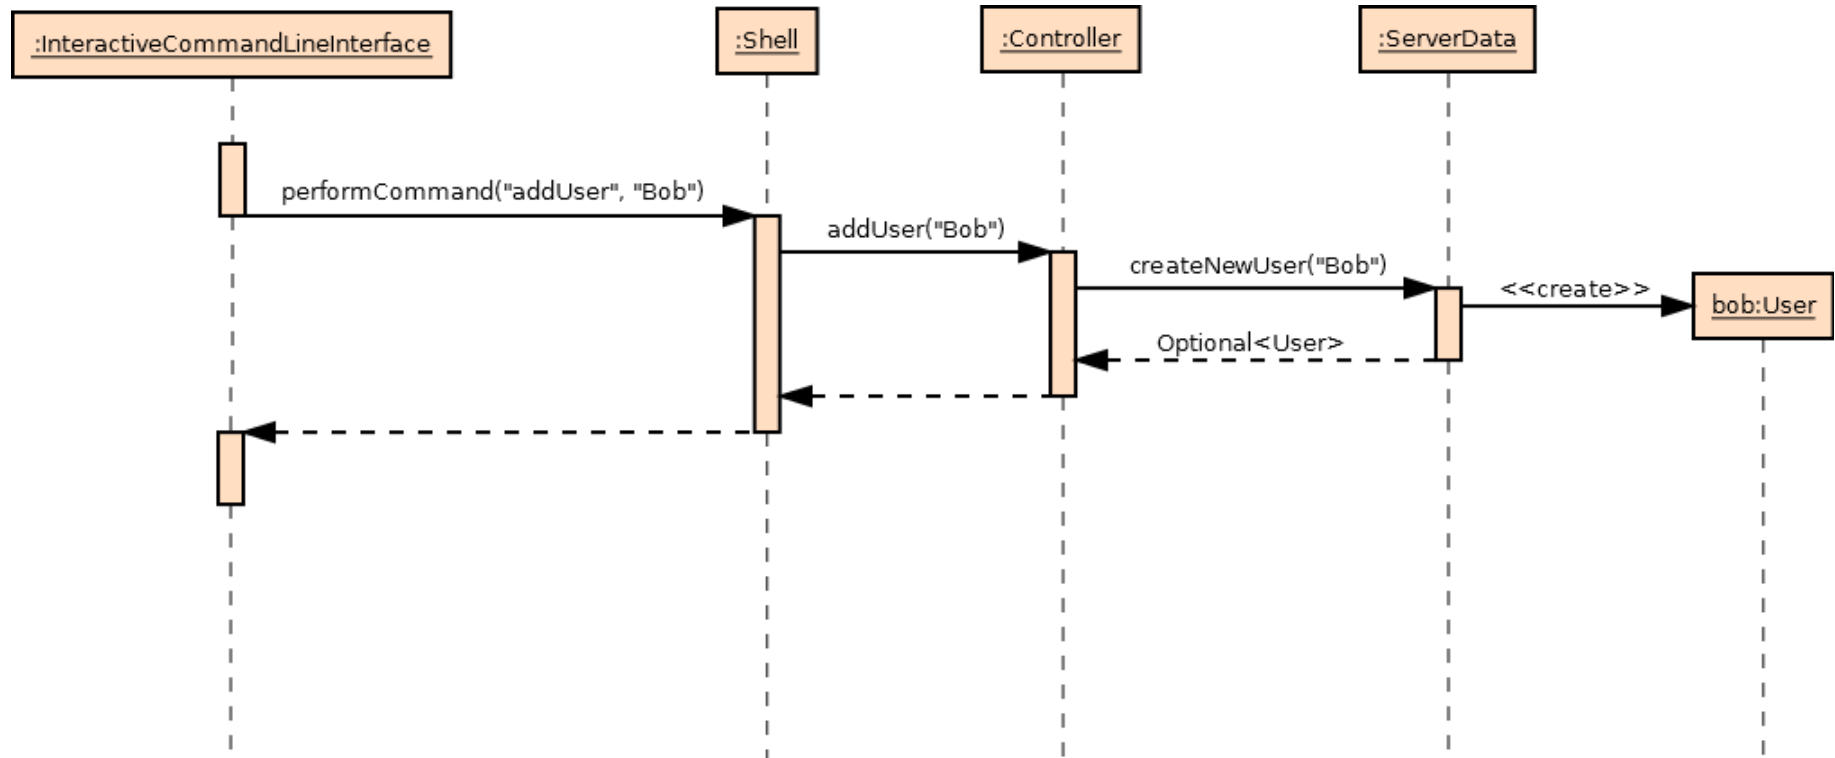 :InteractiveCommandLineInterface
:Shell
:Controller
:ServerData
performCommand("addUser", "Bob")
addUser("Bob")
createNewUser("Bob")
<<create>>
bob:User
Optional<User>